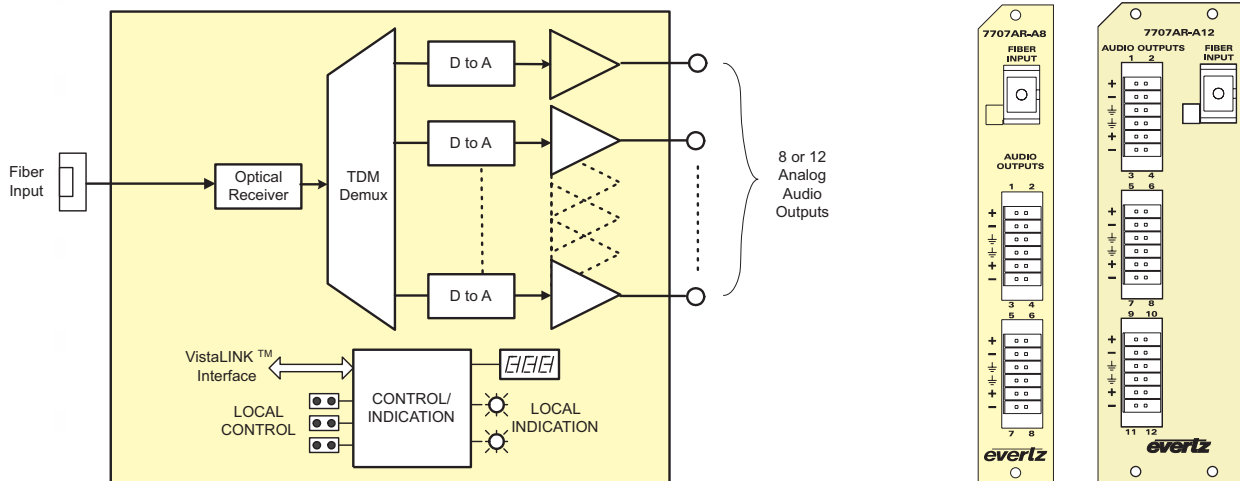 Fiber
Input
Optical
Receiver
TDM
Demux
D to A
D to A
D to A
8 or 12
Analog
Audio
Outputs
VistaLINK ™
Interface
LOCAL
CONTROL
CONTROL/
INDICATION
LOCAL
INDICATION
7707AR-A8
FIBER
INPUT
AUDIO
OUTPUTS
1 2
+
−
⏚
⏚
+
−
3 4
5 6
+
−
⏚
⏚
+
−
7 8
evertz
7707AR-A12
AUDIO OUTPUTS
FIBER
INPUT
1 2
+
−
⏚
⏚
+
−
3 4
5 6
+
−
⏚
⏚
+
−
7 8
9 10
+
−
⏚
⏚
+
−
11 12
evertz